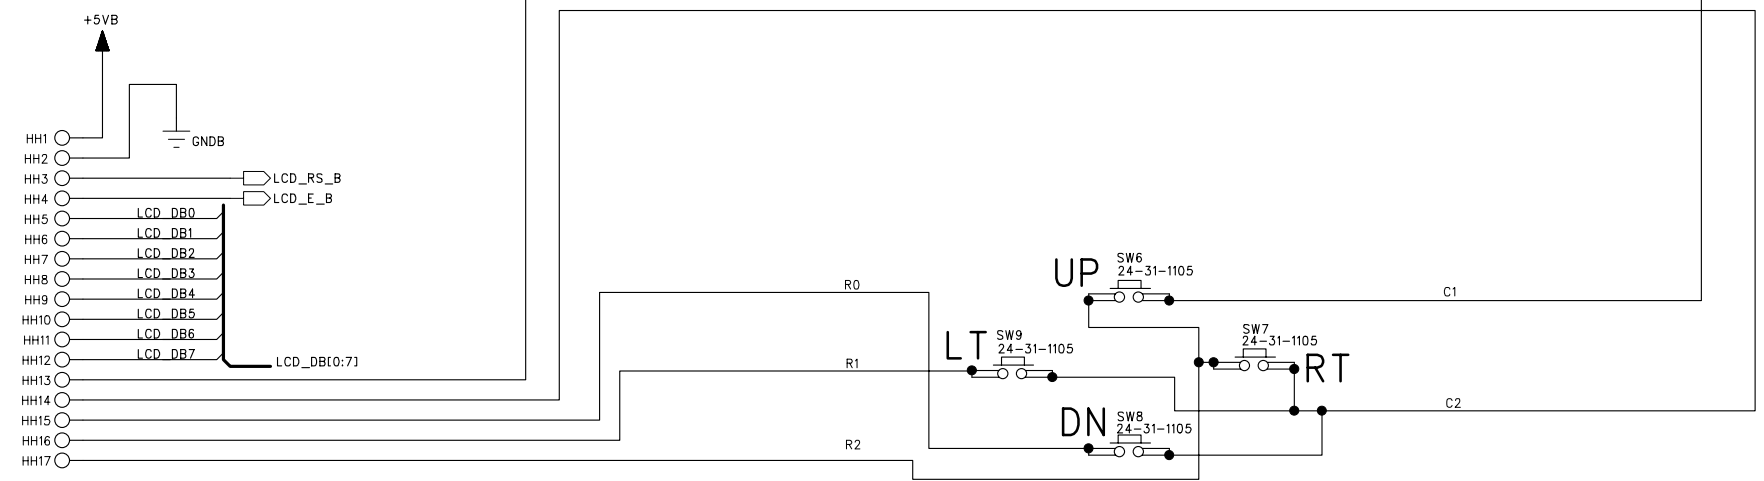 +5VB
HH1
GNDB
HH2
HH3
LCD_RS_B
HH4
LCD_E_B
HH5
LCD_DB0
HH6
LCD_DB1
HH7
LCD_DB2
HH8
LCD_DB3
HH9
LCD_DB4
HH10
LCD_DB5
HH11
LCD_DB6
HH12
LCD_DB7
LCD_DB[0:7]
HH13
HH14
HH15
HH16
HH17
R0
R1
R2
UP
SW6
24-31-1105
C1
LT
SW9
24-31-1105
SW7
24-31-1105
RT
C2
DN
SW8
24-31-1105